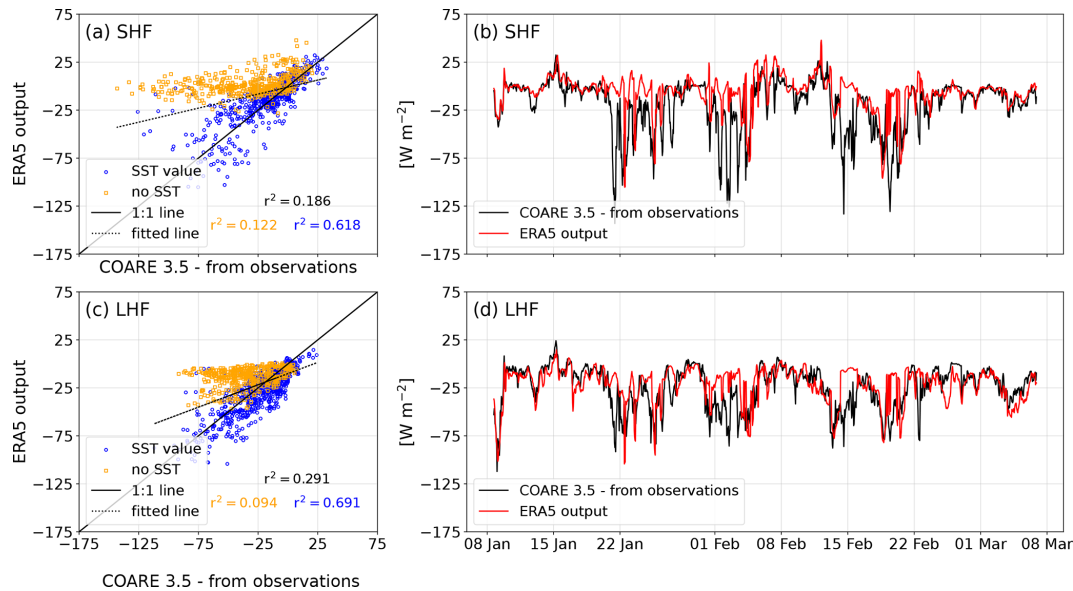 75
25
−25
−75
−125
−175
ERA5 output
(a) SHF
SST value
no SST
1:1 line
fitted line
r² = 0.186
r² = 0.122
r² = 0.618
COARE 3.5 - from observations
75
25
−25
−75
−125
−175
[W m⁻²]
(b) SHF
COARE 3.5 - from observations
ERA5 output
75
25
−25
−75
−125
−175
ERA5 output
(c) LHF
SST value
no SST
1:1 line
fitted line
r² = 0.291
r² = 0.094
r² = 0.691
−175 −125 −75 −25 25 75
COARE 3.5 - from observations
75
25
−25
−75
−125
−175
[W m⁻²]
(d) LHF
COARE 3.5 - from observations
ERA5 output
08 Jan 15 Jan 22 Jan 01 Feb 08 Feb 15 Feb 22 Feb 01 Mar 08 Mar